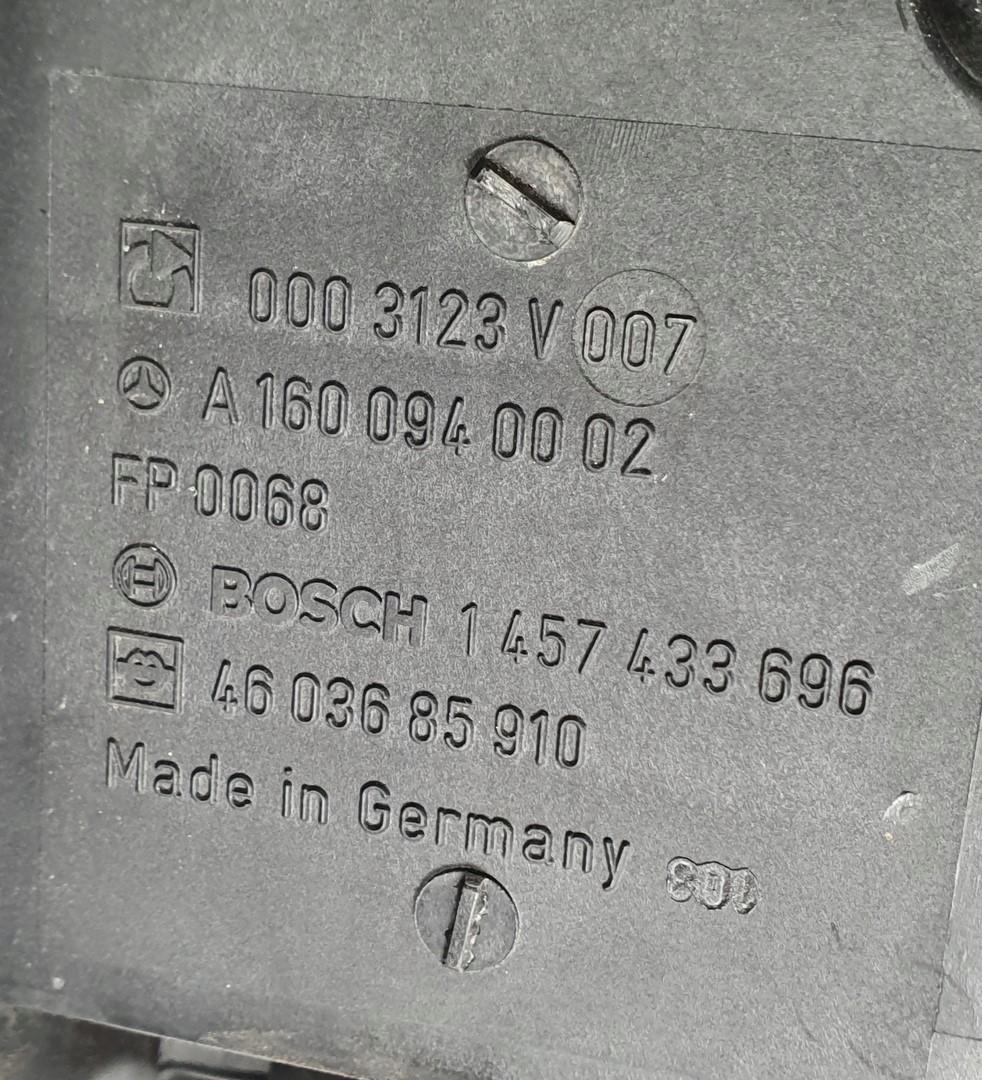 000 3123 V 007
A 160 094 00 02
FP 0068
BOSCH 1 457 433 696
46 036 85 910
Made in Germany